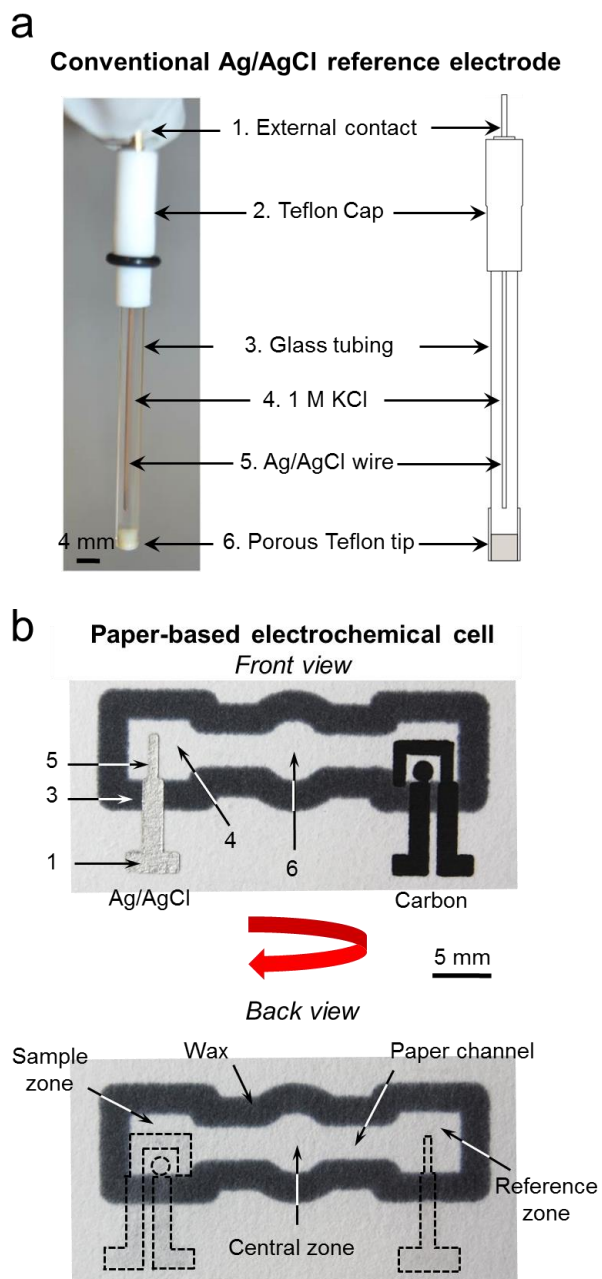 a
Conventional Ag/AgCl reference electrode
1. External contact
2. Teflon Cap
3. Glass tubing
4. 1 M KCl
5. Ag/AgCl wire
6. Porous Teflon tip
4 mm
b
Paper-based electrochemical cell
Front view
5
3
4
6
1
Ag/AgCl
Carbon
5 mm
Back view
Sample
zone
Wax
Paper channel
Central zone
Reference
zone